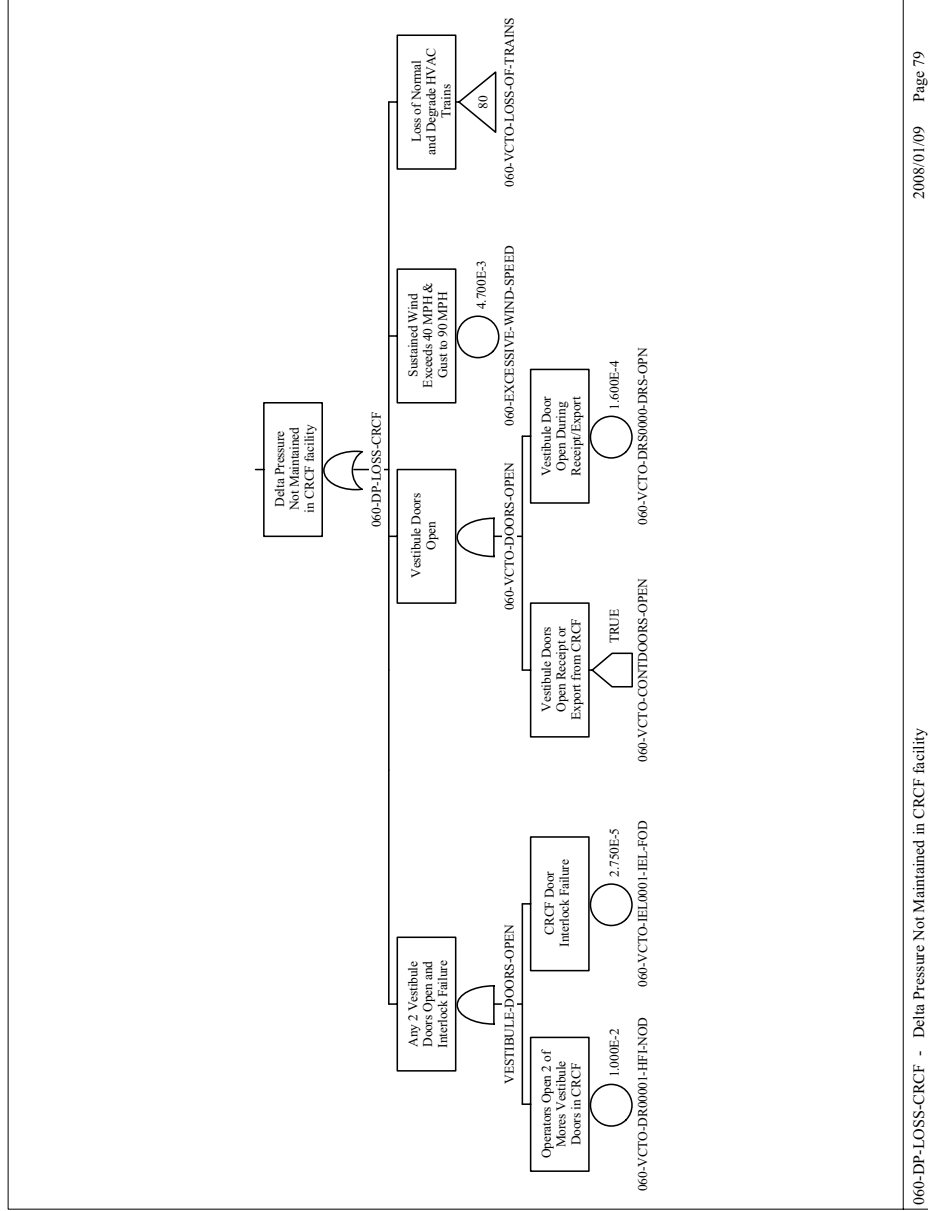 Delta Pressure
Not Maintained
in CRCF facility
060-DP-LOSS-CRCF
Any 2 Vestibule
Doors Open and
Interlock Failure
VESTIBULE-DOORS-OPEN
Vestibule Doors
Open
060-VCTO-DOORS-OPEN
Sustained Wind
Exceeds 40 MPH &
Gust to 90 MPH
4.700E-3
060-EXCESSIVE-WIND-SPEED
Loss of Normal
and Degrade HVAC
Trains
80
060-VCTO-LOSS-OF-TRAINS
Operators Open 2 of
Mores Vestibule
Doors in CRCF
1.000E-2
060-VCTO-DR00001-HFI-NOD
CRCF Door
Interlock Failure
2.750E-5
060-VCTO-IEL0001-IEL-FOD
Vestibule Doors
Open Receipt or
Export from CRCF
TRUE
060-VCTO-CONTDOORS-OPEN
Vestibule Door
Open During
Receipt/Export
1.600E-4
060-VCTO-DRS0000-DRS-OPN
060-DP-LOSS-CRCF - Delta Pressure Not Maintained in CRCF facility
2008/01/09 Page 79